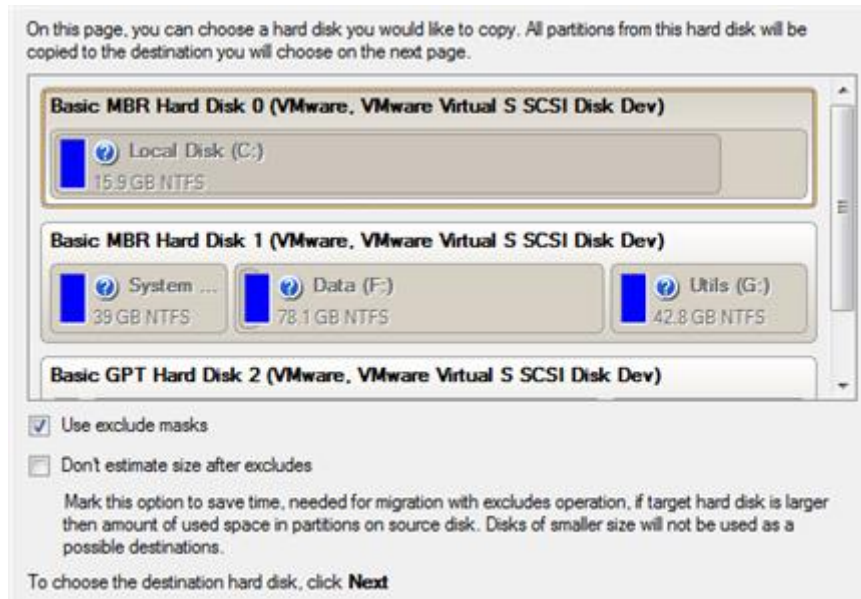 On this page, you can choose a hard disk you would like to copy. All partitions from this hard disk will be
copied to the destination you will choose on the next page.
Basic MBR Hard Disk 0 (VMware, VMware Virtual S SCSI Disk Dev)
Local Disk (C:)
15.9 GB NTFS
Basic MBR Hard Disk 1 (VMware, VMware Virtual S SCSI Disk Dev)
System ... Data (F:) Utils (G:)
39 GB NTFS 78.1 GB NTFS 42.8 GB NTFS
Basic GPT Hard Disk 2 (VMware, VMware Virtual S SCSI Disk Dev)
Use exclude masks
Don't estimate size after excludes
Mark this option to save time, needed for migration with excludes operation, if target hard disk is larger
then amount of used space in partitions on source disk. Disks of smaller size will not be used as a
possible destinations.
To choose the destination hard disk, click Next